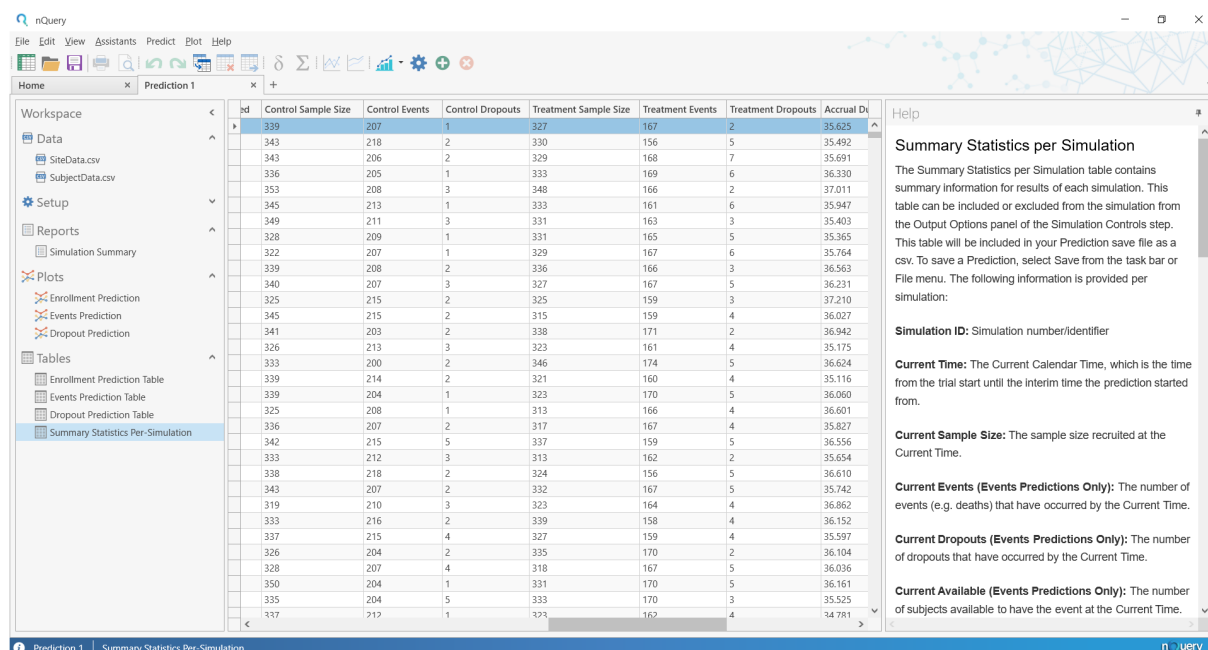 nQuery
File Edit View Assistants Predict Plot Help
Home × Prediction 1 × +
Workspace
Data
SiteData.csv
SubjectData.csv
Setup
Reports
Simulation Summary
Plots
Enrollment Prediction
Events Prediction
Dropout Prediction
Tables
Enrollment Prediction Table
Events Prediction Table
Dropout Prediction Table
Summary Statistics Per-Simulation
ed Control Sample Size Control Events Control Dropouts Treatment Sample Size Treatment Events Treatment Dropouts Accrual Du
339 207 1 327 167 2 35.625
343 218 2 330 156 5 35.492
343 206 2 329 168 7 35.691
336 205 1 333 169 6 36.330
353 208 3 348 166 2 37.011
345 213 1 333 161 6 35.947
349 211 3 331 163 3 35.403
328 209 1 331 165 5 35.365
322 207 1 329 167 6 35.764
339 208 2 336 166 3 36.563
340 207 3 327 167 5 36.231
325 215 2 325 159 3 37.210
345 215 2 315 159 4 36.027
341 203 2 338 171 2 36.942
326 213 3 323 161 4 35.175
333 200 2 346 174 5 36.624
339 214 2 321 160 4 35.116
339 204 1 323 170 5 36.060
325 208 1 313 166 4 36.601
336 207 2 317 167 4 35.827
342 215 5 337 159 5 36.556
333 212 3 313 162 2 35.654
338 218 2 324 156 5 36.610
343 207 2 332 167 5 35.742
319 210 3 323 164 4 36.862
333 216 2 339 158 4 36.152
337 215 4 327 159 4 35.597
326 204 2 335 170 2 36.104
328 207 4 318 167 5 36.036
350 204 1 331 170 5 36.161
335 204 5 333 170 3 35.525
337 212 1 323 162 4 34.781
Help
Summary Statistics per Simulation
The Summary Statistics per Simulation table contains
summary information for results of each simulation. This
table can be included or excluded from the simulation from
the Output Options panel of the Simulation Controls step.
This table will be included in your Prediction save file as a
csv. To save a Prediction, select Save from the task bar or
File menu. The following information is provided per
simulation:
Simulation ID: Simulation number/identifier
Current Time: The Current Calendar Time, which is the time
from the trial start until the interim time the prediction started
from.
Current Sample Size: The sample size recruited at the
Current Time.
Current Events (Events Predictions Only): The number of
events (e.g. deaths) that have occurred by the Current Time.
Current Dropouts (Events Predictions Only): The number
of dropouts that have occurred by the Current Time.
Current Available (Events Predictions Only): The number
of subjects available to have the event at the Current Time.
Prediction 1 | Summary Statistics Per-Simulation
nQuery